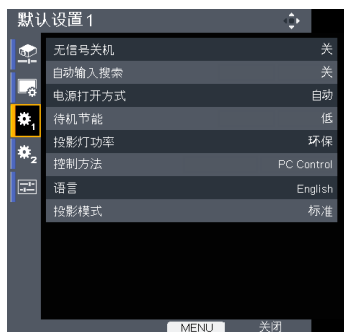 默认设置1
无信号关机 关
自动输入搜索 关
电源打开方式 自动
待机节能 低
投影灯功率 环保
控制方法 PC Control
语言 English
投影模式 标准
1
2
MENU 关闭